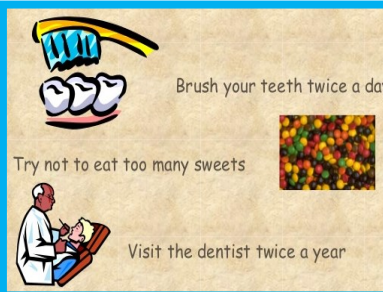 Brush your teeth twice a
Try not to eat too many sweets
Visit the dentist twice a year